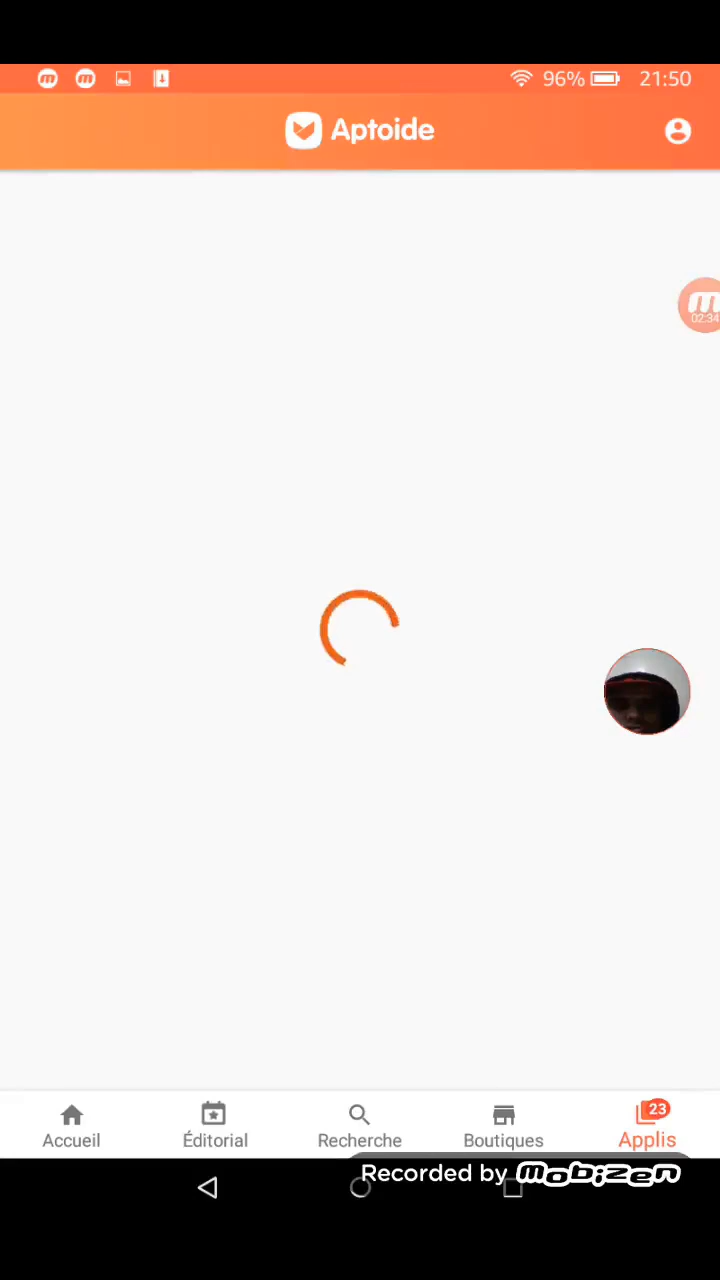 96% 21:50
Aptoide
02:34
23
Accueil Éditorial Recherche Boutiques Applis
Recorded by mobizen